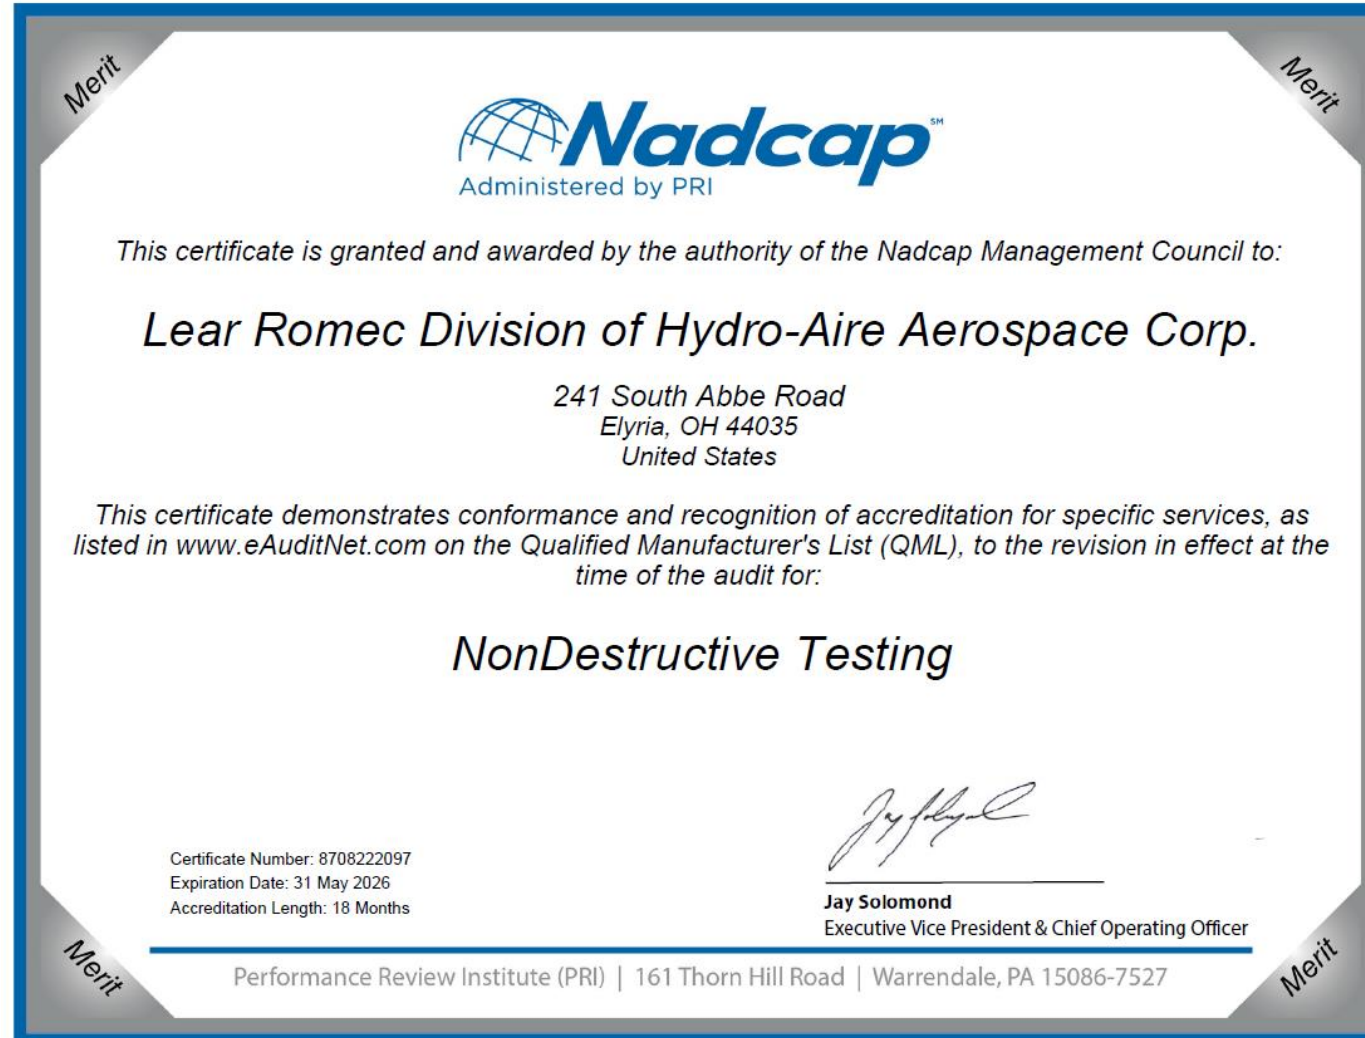 Merit
Merit
Nadcap℠
Administered by PRI
This certificate is granted and awarded by the authority of the Nadcap Management Council to:
Lear Romec Division of Hydro-Aire Aerospace Corp.
241 South Abbe Road
Elyria, OH 44035
United States
This certificate demonstrates conformance and recognition of accreditation for specific services, as
listed in www.eAuditNet.com on the Qualified Manufacturer's List (QML), to the revision in effect at the
time of the audit for:
NonDestructive Testing
Certificate Number: 8708222097
Expiration Date: 31 May 2026
Accreditation Length: 18 Months
Jay Solomond
Executive Vice President & Chief Operating Officer
Merit
Merit
Performance Review Institute (PRI) | 161 Thorn Hill Road | Warrendale, PA 15086-7527